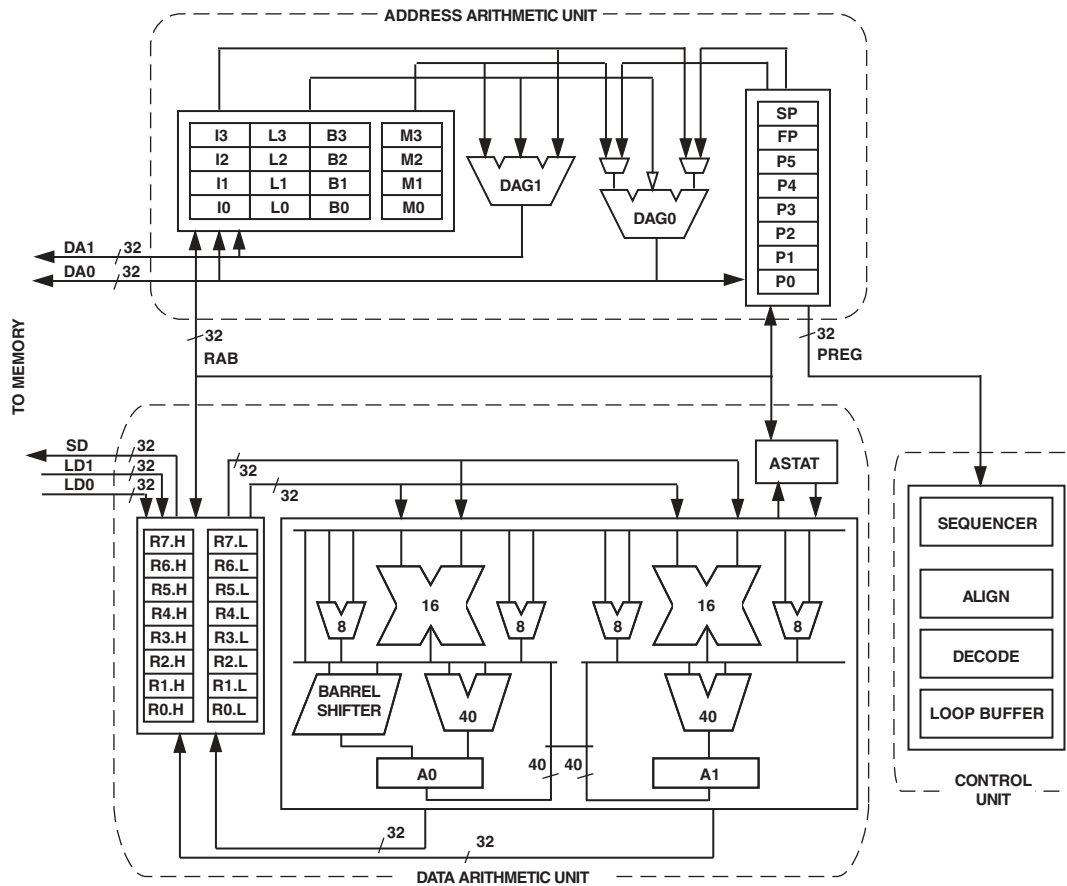 ADDRESS ARITHMETIC UNIT
I3 L3 B3 M3
I2 L2 B2 M2
I1 L1 B1 M1
I0 L0 B0 M0
DAG1
DAG0
SP
FP
P5
P4
P3
P2
P1
P0
DA1 32
DA0 32
TO MEMORY
32
RAB
32
PREG
SD 32
LD1 32
LD0 32
32
32
ASTAT
R7.H R7.L
R6.H R6.L
R5.H R5.L
R4.H R4.L
R3.H R3.L
R2.H R2.L
R1.H R1.L
R0.H R0.L
8 16 8 8 16 8
BARREL
SHIFTER
40
40
A0
40 40
A1
32
32
DATA ARITHMETIC UNIT
SEQUENCER
ALIGN
DECODE
LOOP BUFFER
CONTROL
UNIT